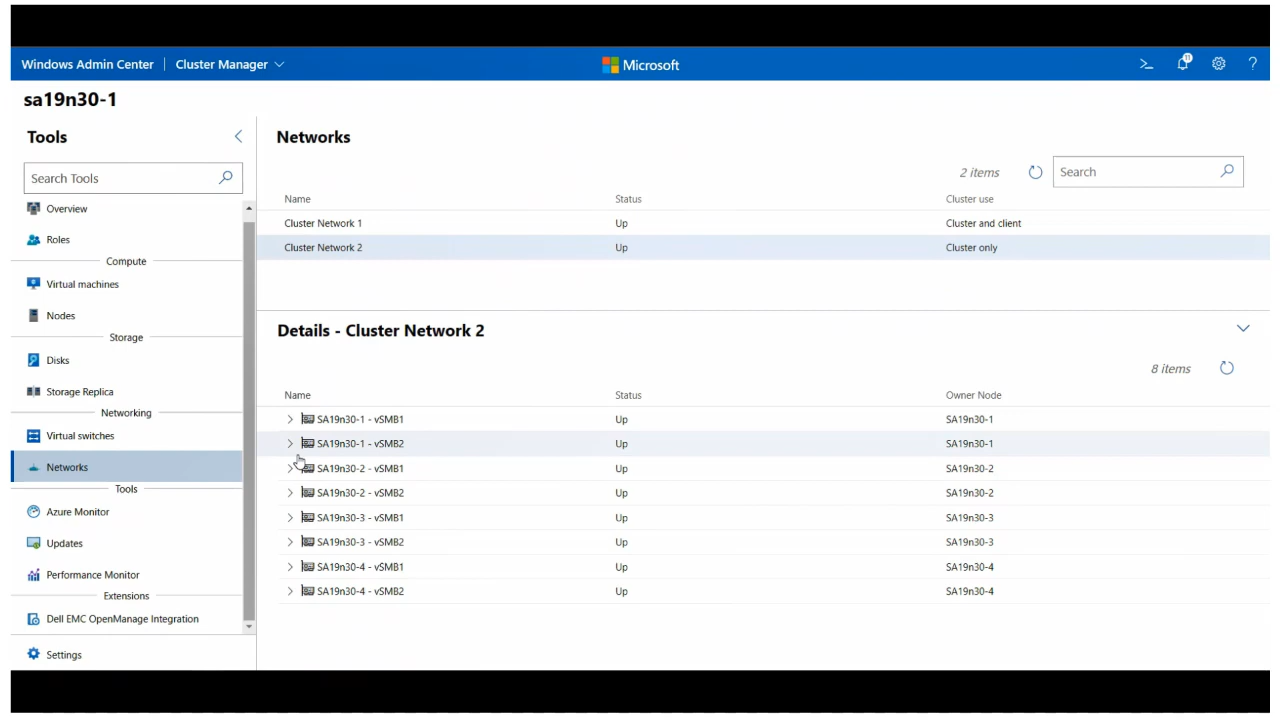 Windows Admin Center | Cluster Manager
Microsoft
11
?
sa19n30-1
Tools
Search Tools
Overview
Roles
Compute
Virtual machines
Nodes
Storage
Disks
Storage Replica
Networking
Virtual switches
Networks
Tools
Azure Monitor
Updates
Performance Monitor
Extensions
Dell EMC OpenManage Integration
Settings
Networks
2 items
Search
Name Status Cluster use
Cluster Network 1 Up Cluster and client
Cluster Network 2 Up Cluster only
Details - Cluster Network 2
8 items
Name Status Owner Node
SA19n30-1 - vSMB1 Up SA19n30-1
SA19n30-1 - vSMB2 Up SA19n30-1
SA19n30-2 - vSMB1 Up SA19n30-2
SA19n30-2 - vSMB2 Up SA19n30-2
SA19n30-3 - vSMB1 Up SA19n30-3
SA19n30-3 - vSMB2 Up SA19n30-3
SA19n30-4 - vSMB1 Up SA19n30-4
SA19n30-4 - vSMB2 Up SA19n30-4